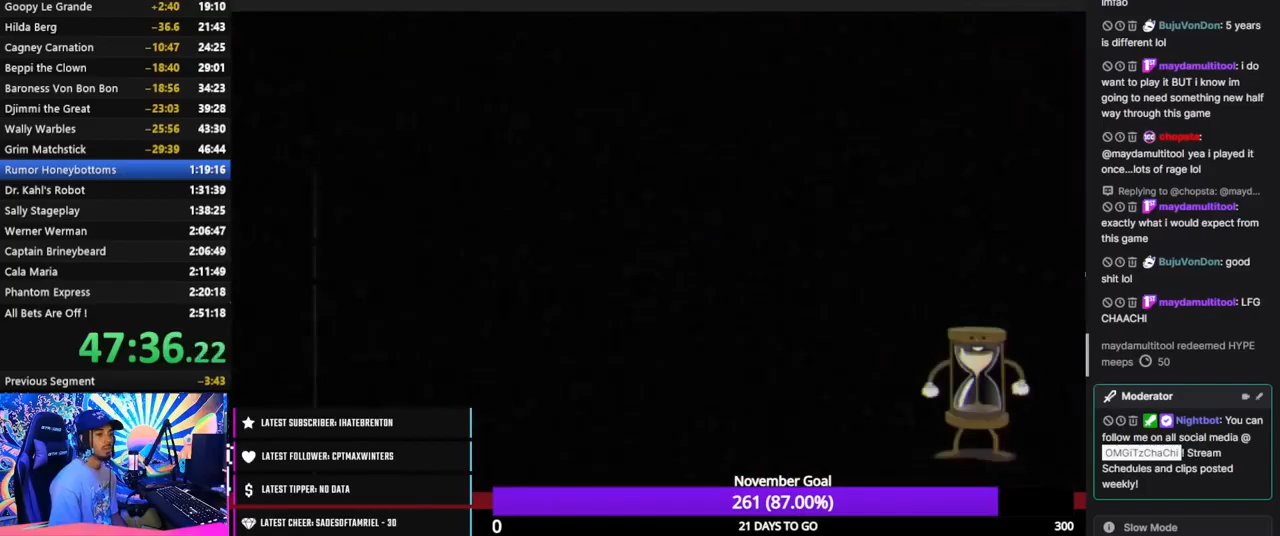 Goopy Le Grande +2:40 19:10
Hilda Berg −36.6 21:43
Cagney Carnation −10:47 24:25
Beppi the Clown −18:40 29:01
Baroness Von Bon Bon −18:56 34:23
Djimmi the Great −23:03 39:28
Wally Warbles −25:56 43:30
Grim Matchstick −29:39 46:44
Rumor Honeybottoms 1:19:16
Dr. Kahl's Robot 1:31:39
Sally Stageplay 1:38:25
Werner Werman 2:06:47
Captain Brineybeard 2:06:49
Cala Maria 2:11:49
Phantom Express 2:20:18
All Bets Are Off ! 2:51:18
47:36.22
Previous Segment −3:43
LATEST SUBSCRIBER: IHATEBRENTON
LATEST FOLLOWER: CPTMAXWINTERS
LATEST TIPPER: NO DATA
LATEST CHEER: SADESOFTAMRIEL - 30
November Goal
261 (87.00%)
0 21 DAYS TO GO 300
lmfao
BujuVonDon: 5 years
is different lol
maydamultitool: i do
want to play it BUT i know im
going to need something new half
way through this game
chopsta:
@maydamultitool yea i played it
once...lots of rage lol
Replying to @chopsta: @mayd...
maydamultitool:
exactly what i would expect from
this game
BujuVonDon: good
shit lol
maydamultitool: LFG
CHAACHI
maydamultitool redeemed HYPE
meeps 50
Moderator
Nightbot: You can
follow me on all social media @
OMGiTzChaChi ! Stream
Schedules and clips posted
weekly!
Slow Mode